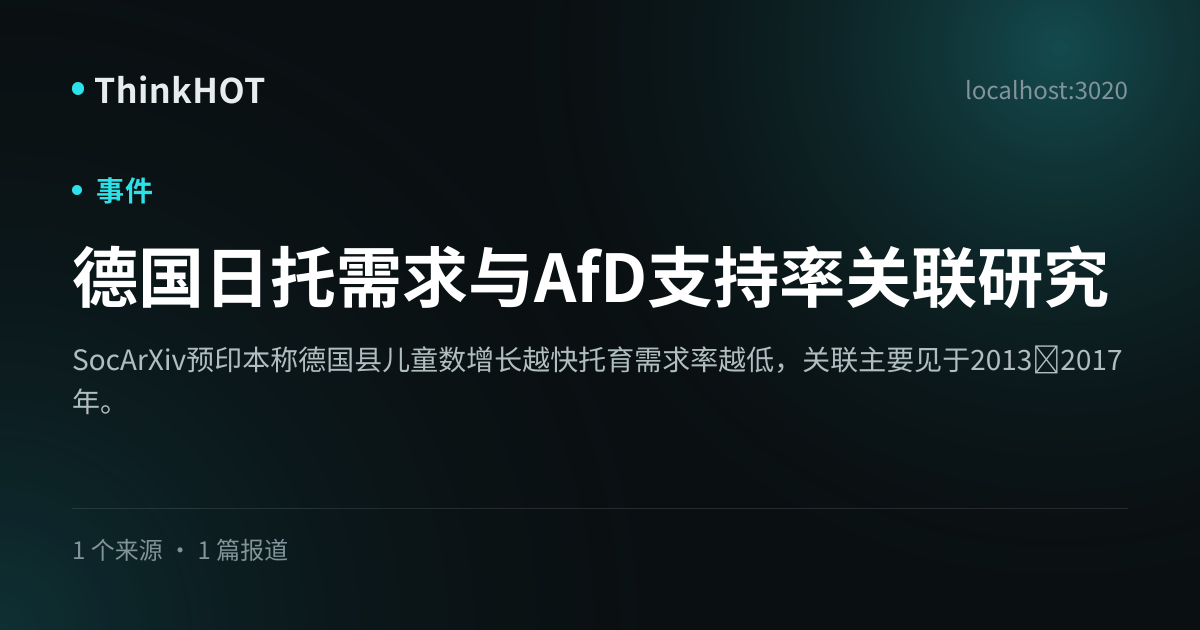 ThinkHOT
localhost:3020
事件
德国日托需求与AfD支持率关联研究
SocArXiv预印本称德国县儿童数增长越快托育需求率越低，关联主要见于2013☒2017
年。
1 个来源 · 1 篇报道